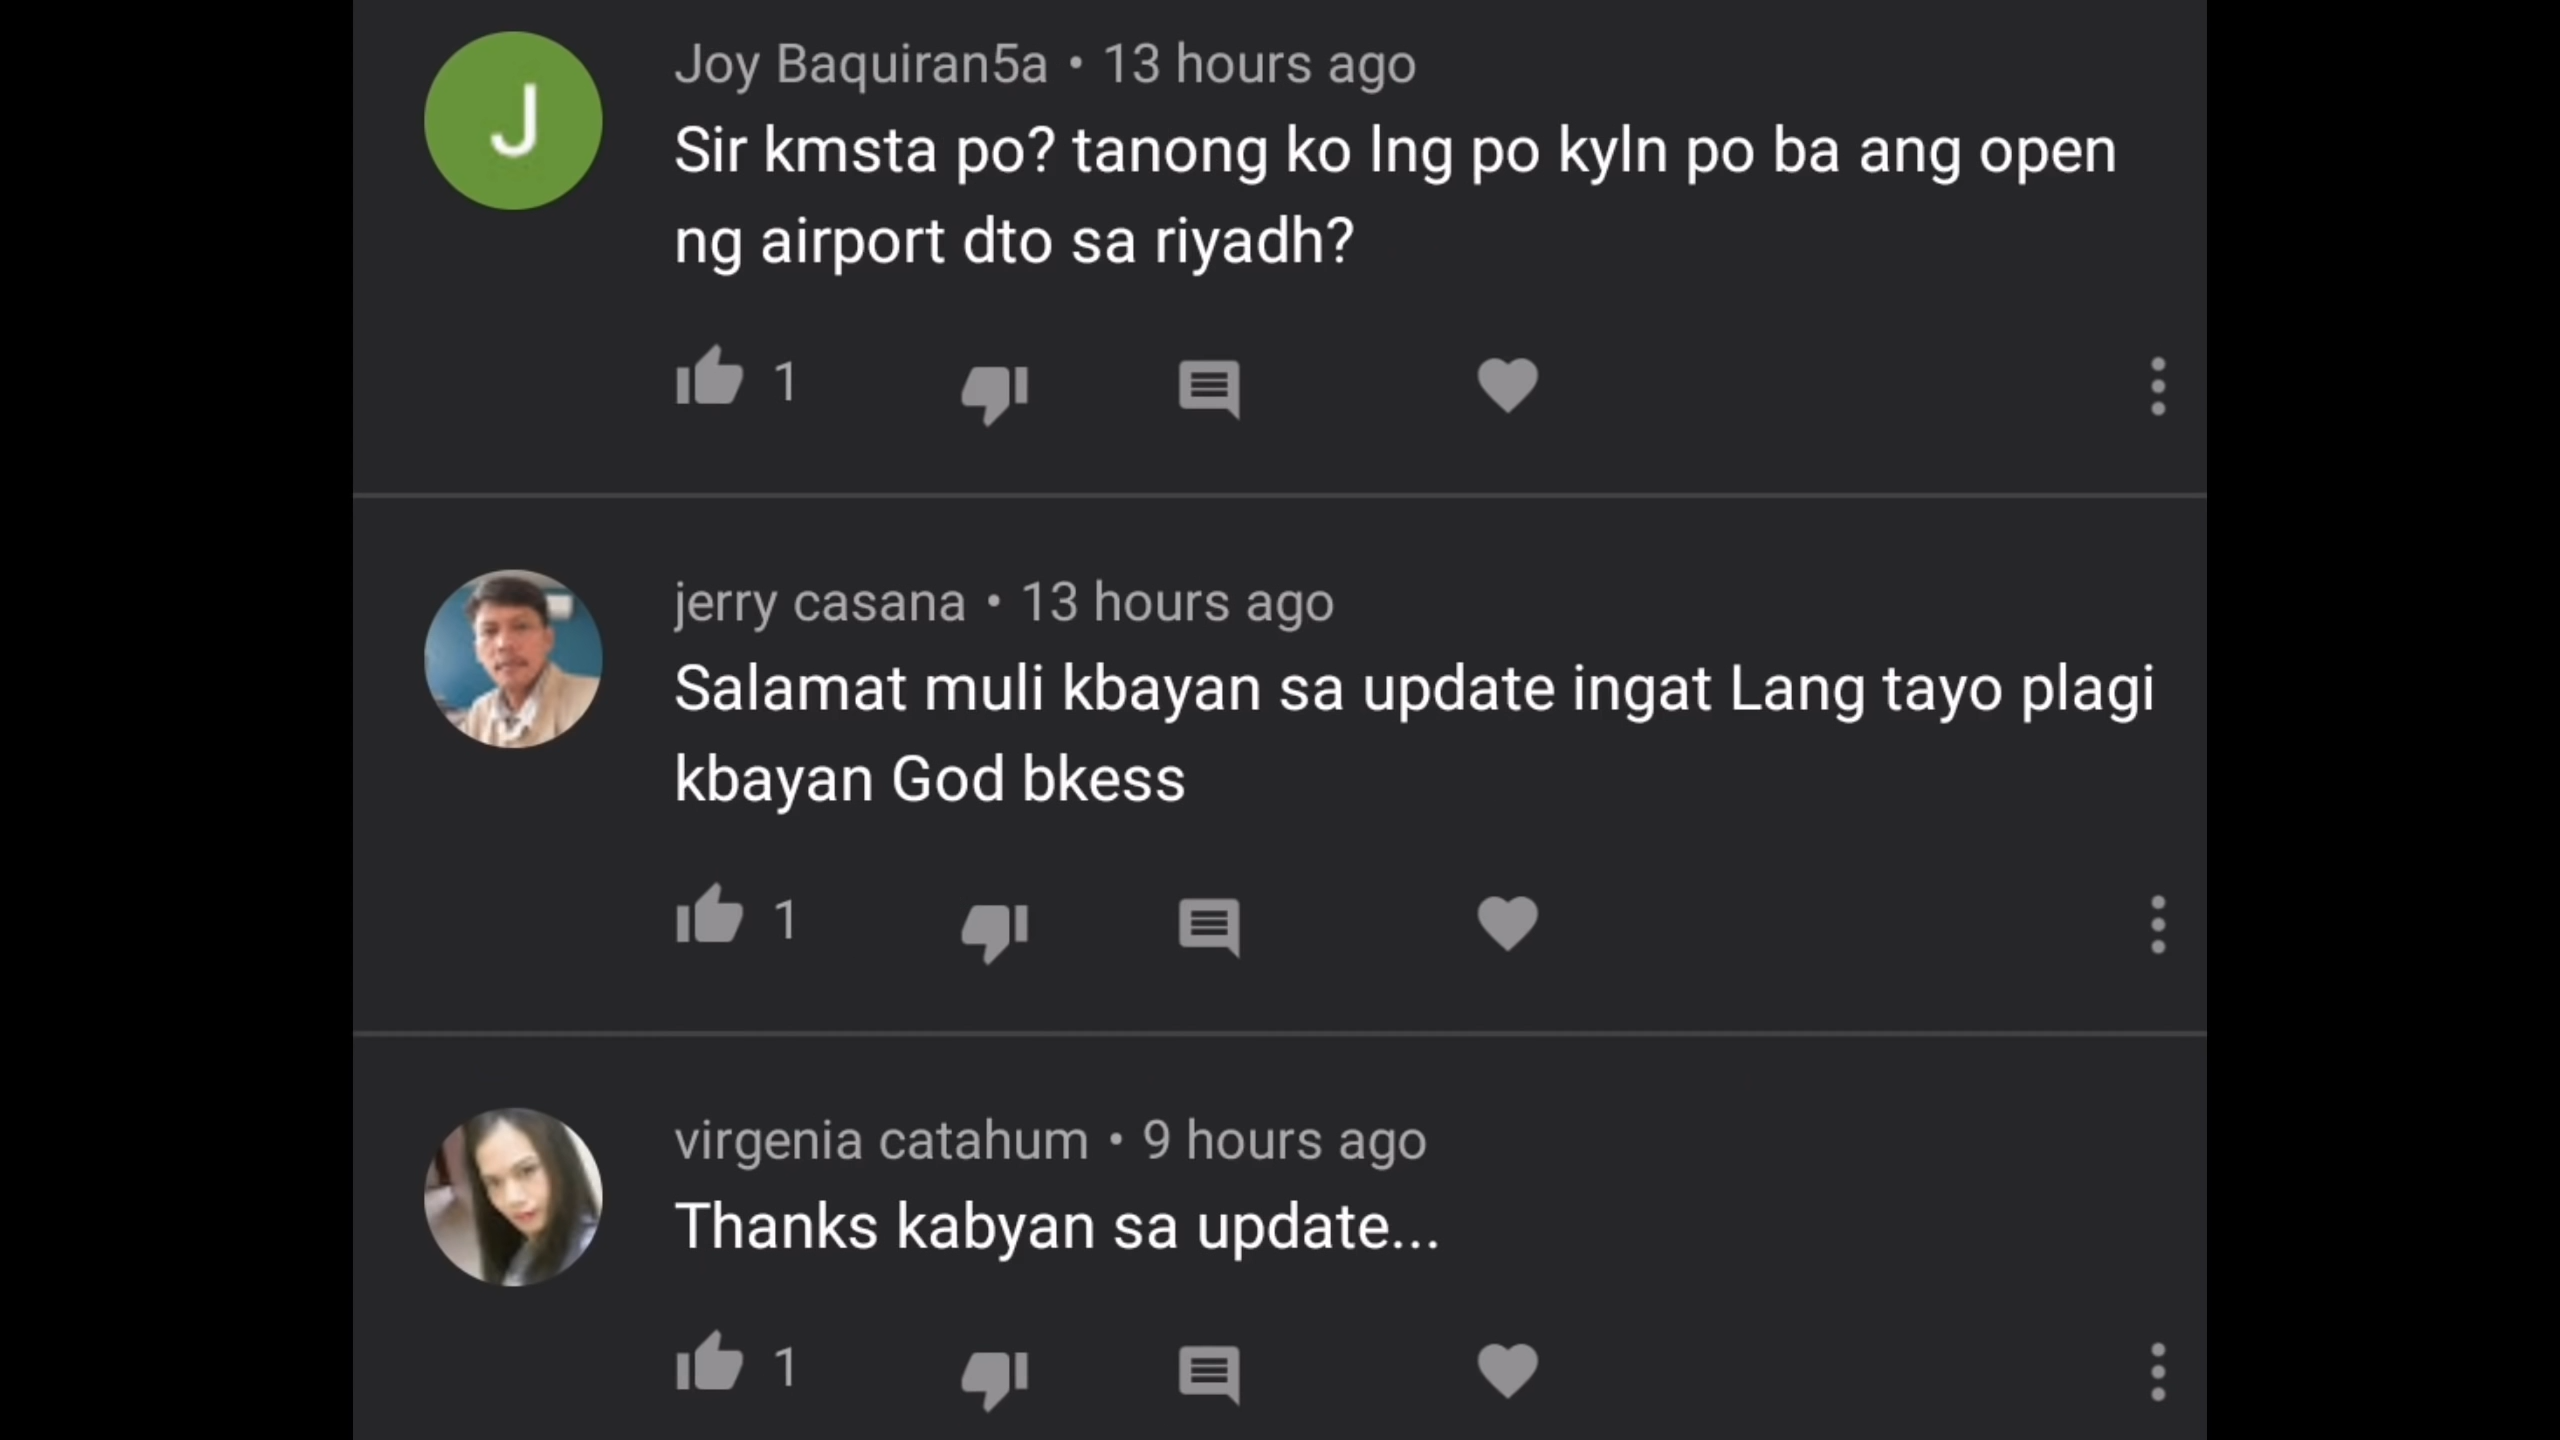 J
Joy Baquiran5a • 13 hours ago
Sir kmsta po? tanong ko lng po kyln po ba ang open
ng airport dto sa riyadh?
1
jerry casana • 13 hours ago
Salamat muli kbayan sa update ingat Lang tayo plagi
kbayan God bkess
1
virgenia catahum • 9 hours ago
Thanks kabyan sa update...
1